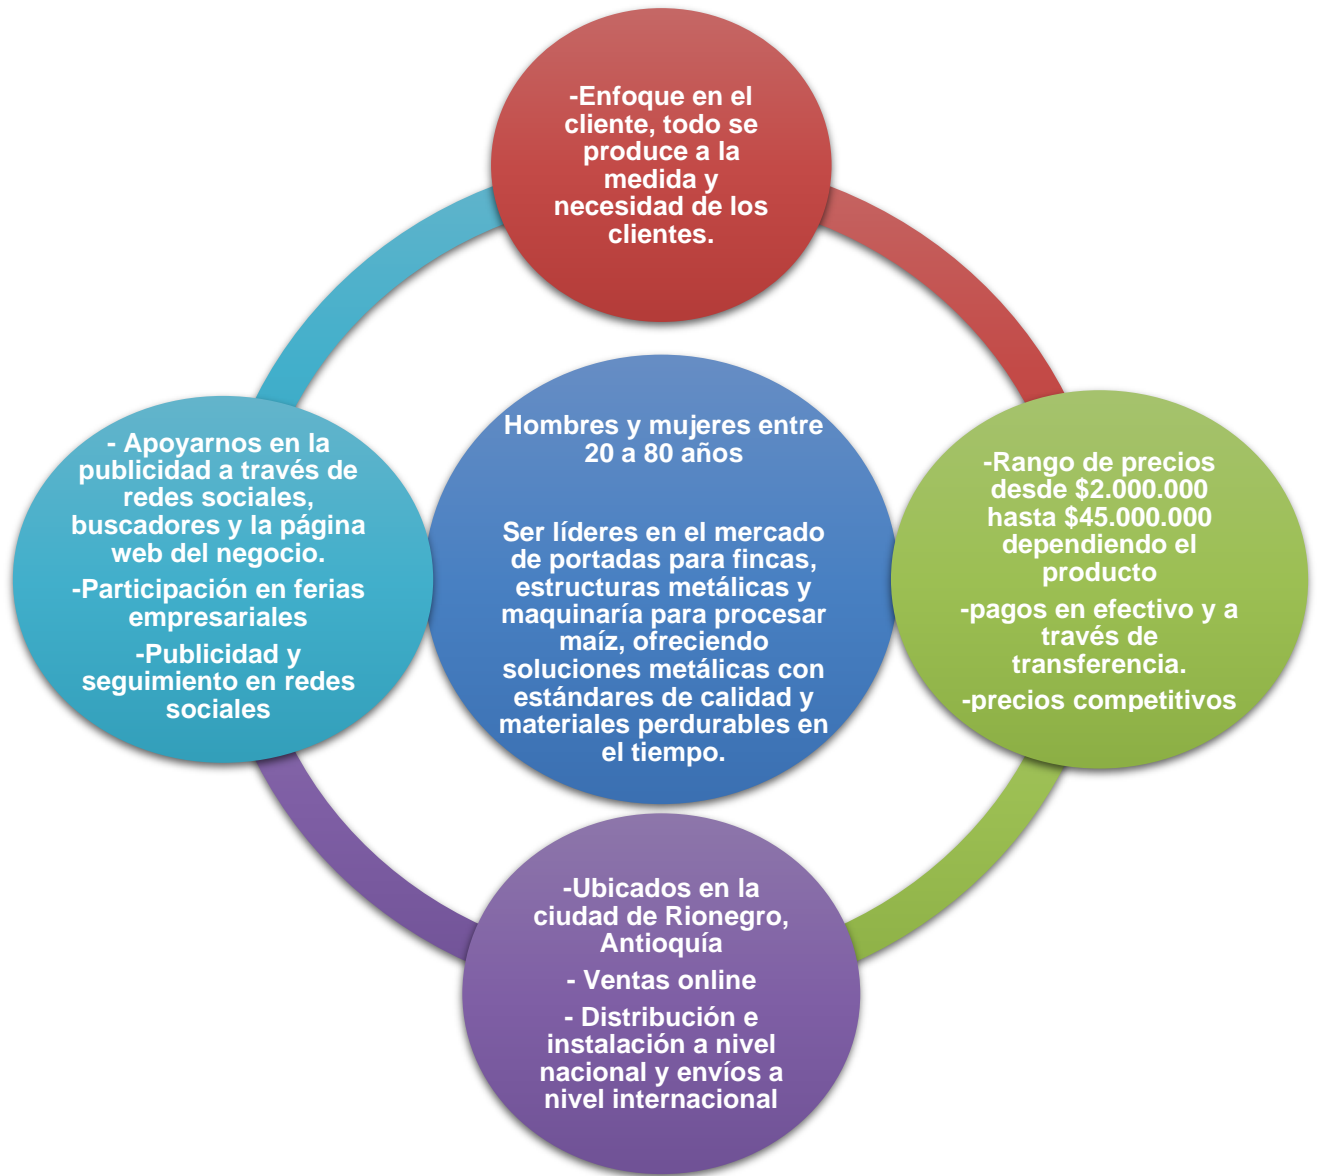 -Enfoque en el
cliente, todo se
produce a la
medida y
necesidad de los
clientes.
Hombres y mujeres entre
20 a 80 años
Ser líderes en el mercado
de portadas para fincas,
estructuras metálicas y
maquinaría para procesar
maíz, ofreciendo
soluciones metálicas con
estándares de calidad y
materiales perdurables en
el tiempo.
-Rango de precios
desde $2.000.000
hasta $45.000.000
dependiendo el
producto
-pagos en efectivo y a
través de
transferencia.
-precios competitivos
-Ubicados en la
ciudad de Rionegro,
Antioquía
- Ventas online
- Distribución e
instalación a nivel
nacional y envíos a
nivel internacional
- Apoyarnos en la
publicidad a través de
redes sociales,
buscadores y la página
web del negocio.
-Participación en ferias
empresariales
-Publicidad y
seguimiento en redes
sociales